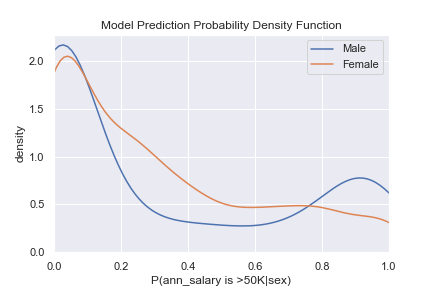 Model Prediction Probability Density Function
Male
Female
density
2.0
1.5
1.0
0.5
0.0
0.0 0.2 0.4 0.6 0.8 1.0
P(ann_salary is >50K|sex)